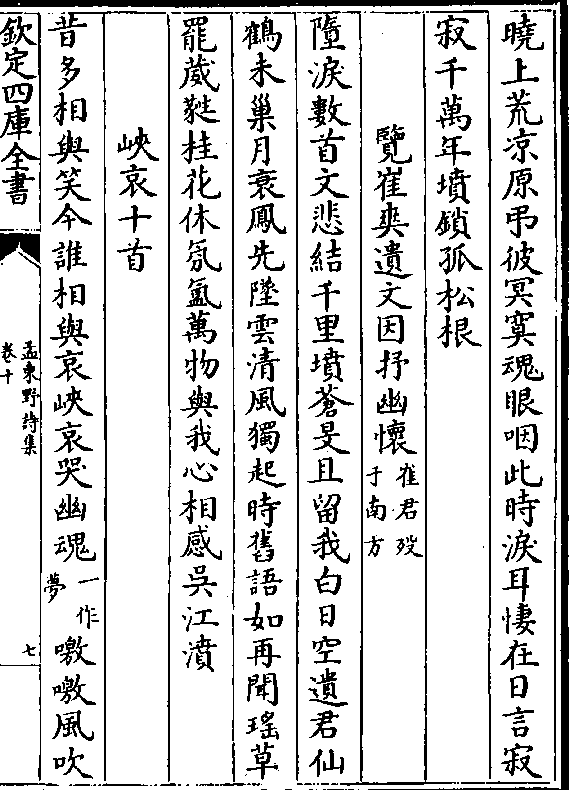 曉上荒凉原弔彼冥寞魂眼咽此時淚耳悽在日言寂
寂千萬年墳鎖孤松根
覽崔爽遺文因抒幽懷崔君殁
于南方
墮淚數首文悲結千里墳蒼旻且留我白日空遺君仙
鶴未巢月衰鳳先墜雲清風獨起時舊語如再聞瑤草
罷葳蕤桂花休氛氲萬物與我心相感吳江濆
峽哀十首
昔多相與笑今誰相與哀峽哀哭幽魂一作
夢噭噭風吹
欽定四庫全書
孟東野詩集
卷十
七